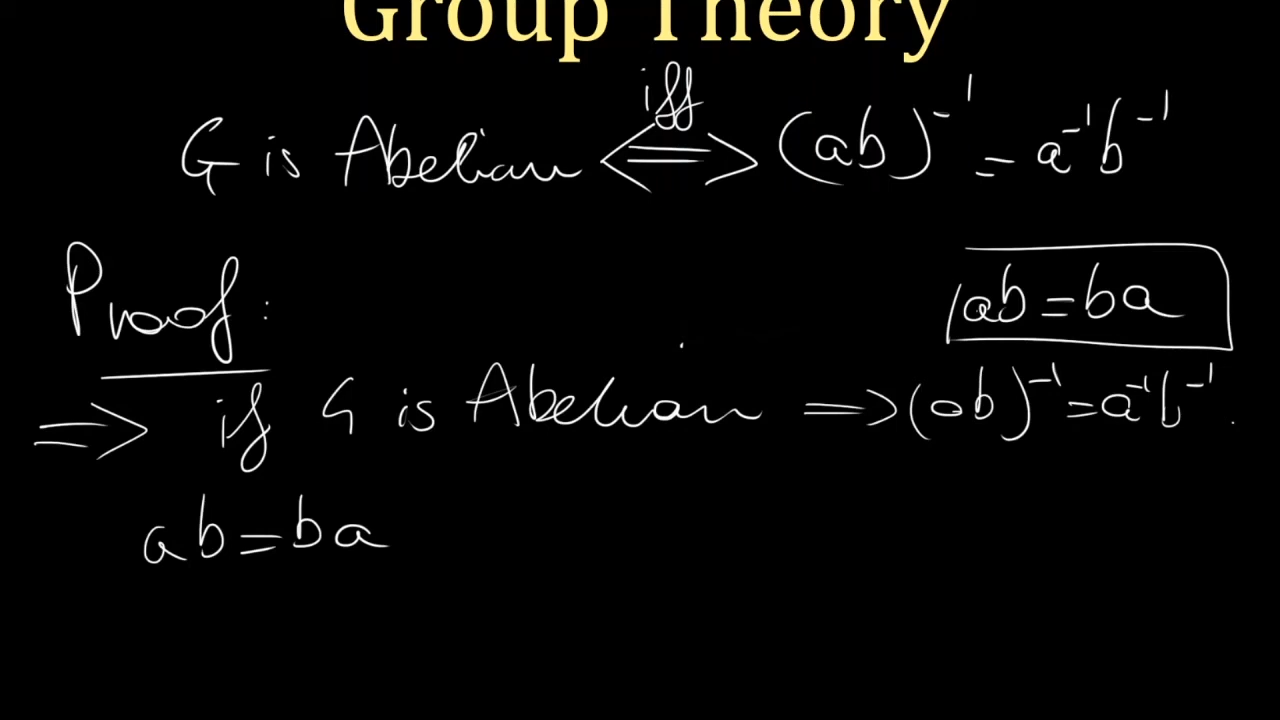 Group Theory
G is Abelian <=> iff (ab)⁻¹ = a⁻¹b⁻¹
Proof:
ab = ba
=> if G is Abelian => (ab)⁻¹ = a⁻¹b⁻¹.
ab = ba